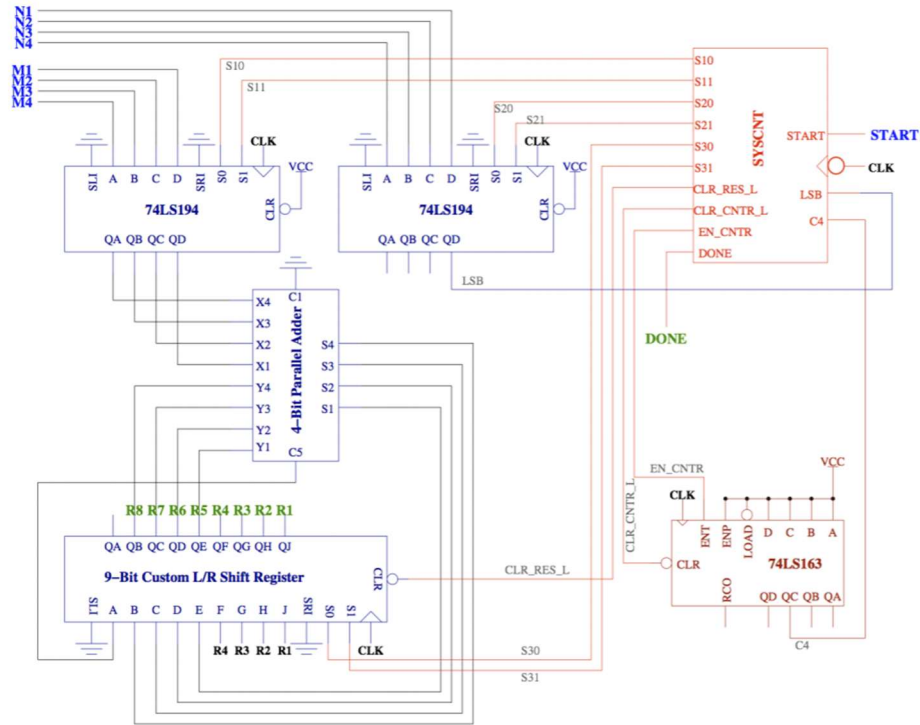 N1
N2
N3
N4
M1
M2
M3
M4
S10
S11
CLK
VCC
SLI A B C D SRI S0 S1
CLR
74LS194
QA QB QC QD
S20
S21
CLK
VCC
SLI A B C D SRI S0 S1
CLR
74LS194
QA QB QC QD
LSB
S10
S11
S20
S21
S30
S31
CLR_RES_L
CLR_CNTR_L
EN_CNTR
DONE
SYSCNT
START
LSB
C4
START
CLK
DONE
C1
X4
X3
X2
X1
Y4
Y3
Y2
Y1
4-Bit Parallel Adder
S4
S3
S2
S1
C5
R8 R7 R6 R5 R4 R3 R2 R1
QA QB QC QD QE QF QG QH QJ
9-Bit Custom L/R Shift Register
CLR
SLI A B C D E F G H J SRI S0 S1
R4 R3 R2 R1
CLK
CLR_RES_L
S30
S31
EN_CNTR
CLR_CNTR_L
VCC
CLK
ENT ENP LOAD D C B A
CLR
74LS163
RCO QD QC QB QA
C4